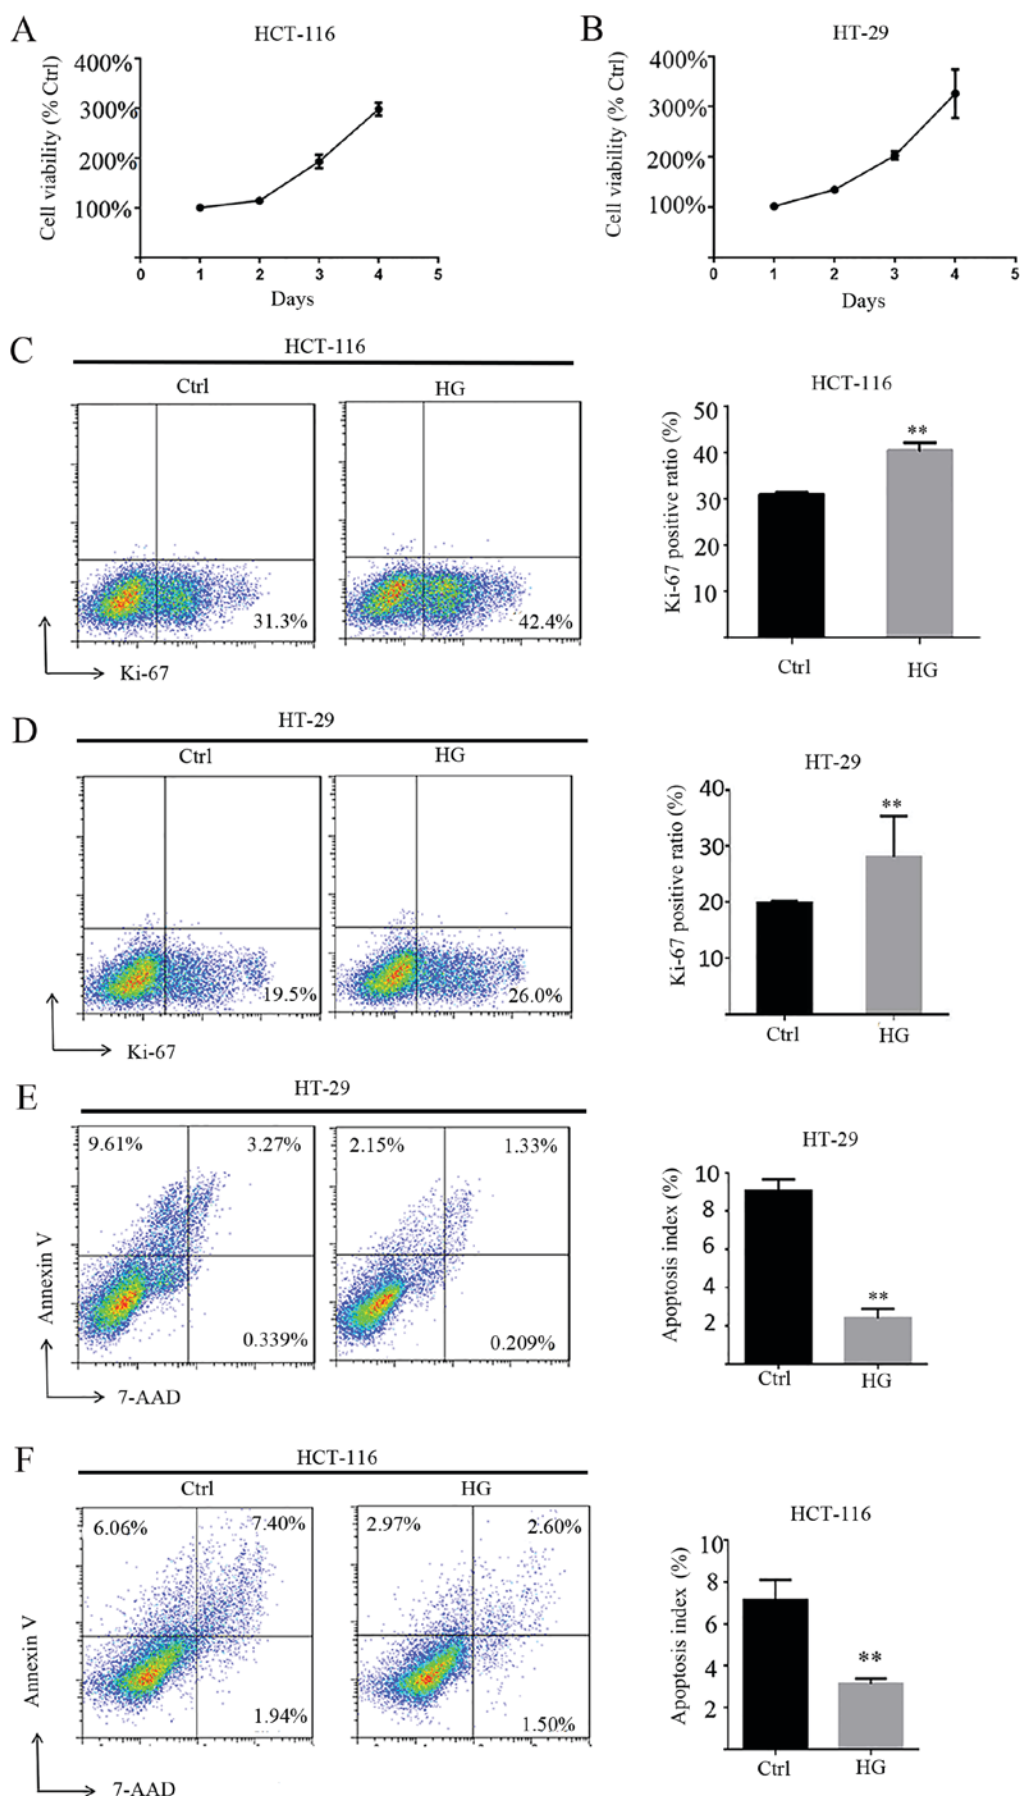 A
HCT-116
Cell viability (% Ctrl)
400%
300%
200%
100%
0 1 2 3 4 5
Days
B
HT-29
Cell viability (% Ctrl)
400%
300%
200%
100%
0 1 2 3 4 5
Days
C
HCT-116
Ctrl HG
31.3% 42.4%
Ki-67
HCT-116
Ki-67 positive ratio (%)
50
40
30
20
10
**
Ctrl HG
D
HT-29
Ctrl HG
19.5% 26.0%
Ki-67
HT-29
Ki-67 positive ratio (%)
40
30
20
10
**
Ctrl HG
E
HT-29
9.61% 3.27% 2.15% 1.33%
0.339% 0.209%
Annexin V
7-AAD
HT-29
Apoptosis index (%)
10
8
6
4
2
**
Ctrl HG
F
HCT-116
Ctrl HG
6.06% 7.40% 2.97% 2.60%
1.94% 1.50%
Annexin V
7-AAD
HCT-116
Apoptosis index (%)
10
8
6
4
2
**
Ctrl HG